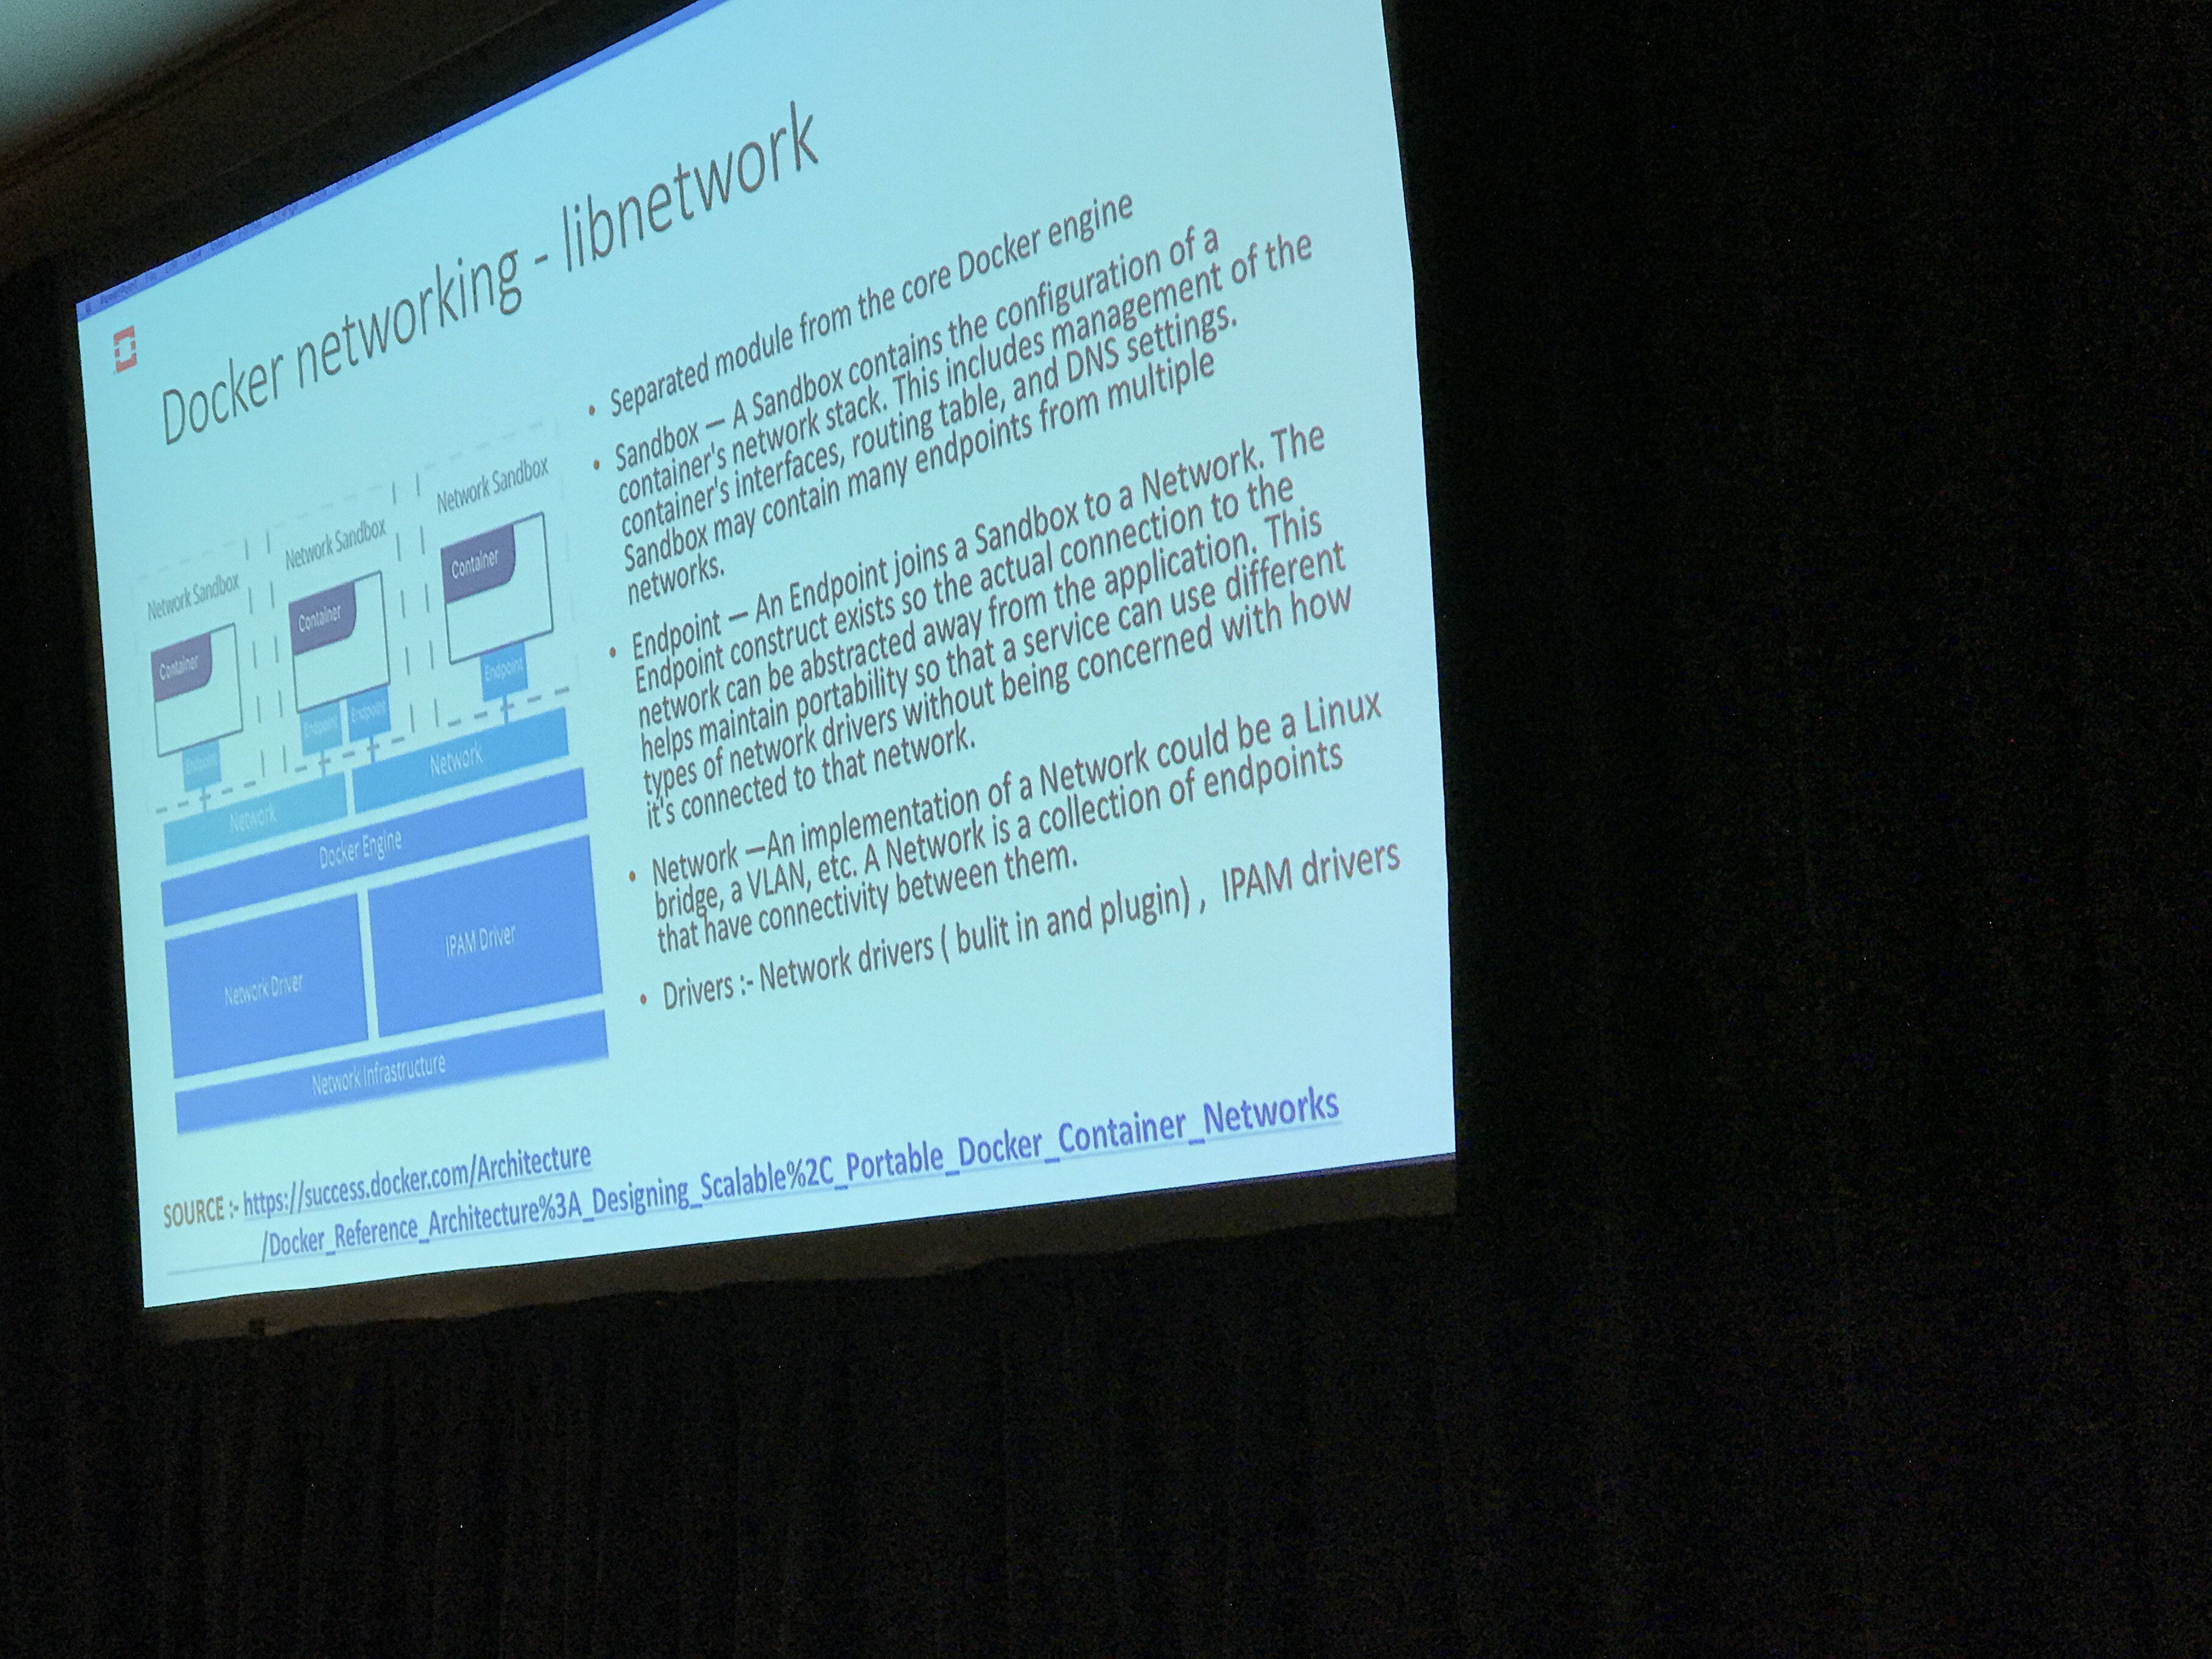 Docker networking - libnetwork
Network Sandbox
Network Sandbox
Network Sandbox
Container
Container
Container
Endpoint
Endpoint
Endpoint
Endpoint
Network
Network
Docker Engine
Network Driver
IPAM Driver
Network Infrastructure
• Separated module from the core Docker engine
• Sandbox — A Sandbox contains the configuration of a
container's network stack. This includes management of the
container's interfaces, routing table, and DNS settings.
Sandbox may contain many endpoints from multiple
networks.
• Endpoint — An Endpoint joins a Sandbox to a Network. The
Endpoint construct exists so the actual connection to the
network can be abstracted away from the application. This
helps maintain portability so that a service can use different
types of network drivers without being concerned with how
it's connected to that network.
• Network —An implementation of a Network could be a Linux
bridge, a VLAN, etc. A Network is a collection of endpoints
that have connectivity between them.
• Drivers :- Network drivers ( bulit in and plugin) , IPAM drivers
SOURCE :- https://success.docker.com/Architecture
/Docker_Reference_Architecture%3A_Designing_Scalable%2C_Portable_Docker_Container_Networks